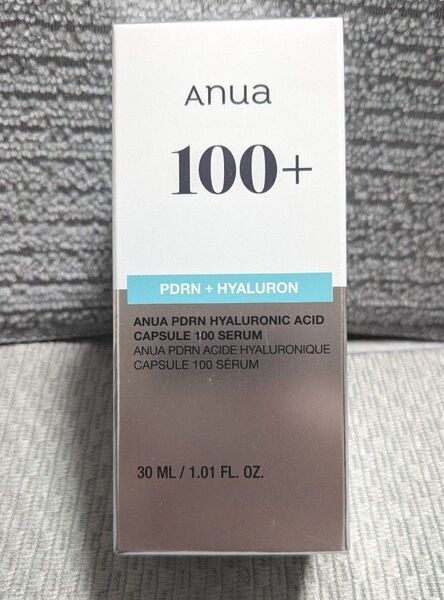 Anua
100+
PDRN + HYALURON
ANUA PDRN HYALURONIC ACID
CAPSULE 100 SERUM
ANUA PDRN ACIDE HYALURONIQUE
CAPSULE 100 SÉRUM
30 ML / 1.01 FL. OZ.